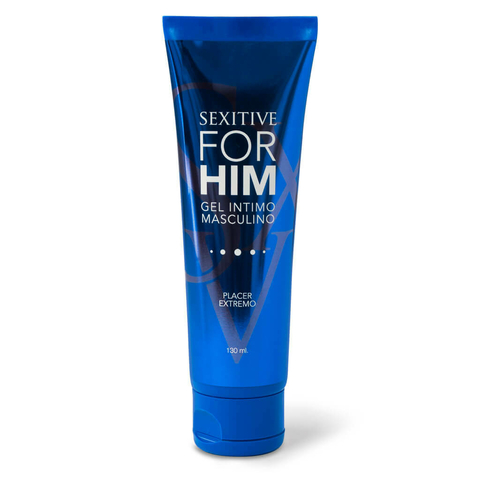 SEXITIVE
FOR
HIM
GEL INTIMO
MASCULINO
PLACER
EXTREMO
130 ml.